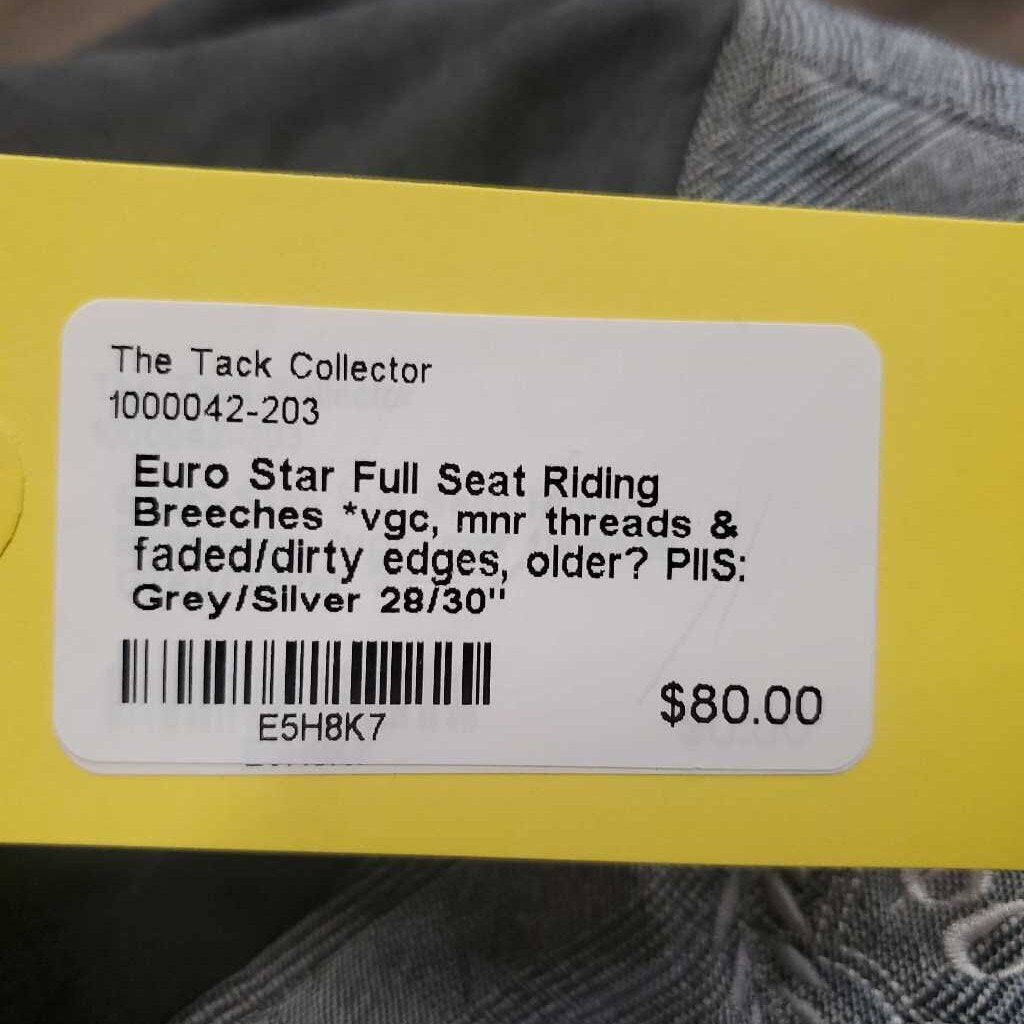 The Tack Collector
1000042-203
Euro Star Full Seat Riding
Breeches *vgc, mnr threads &
faded/dirty edges, older? PIIS:
Grey/Silver 28/30"
E5H8K7
$80.00